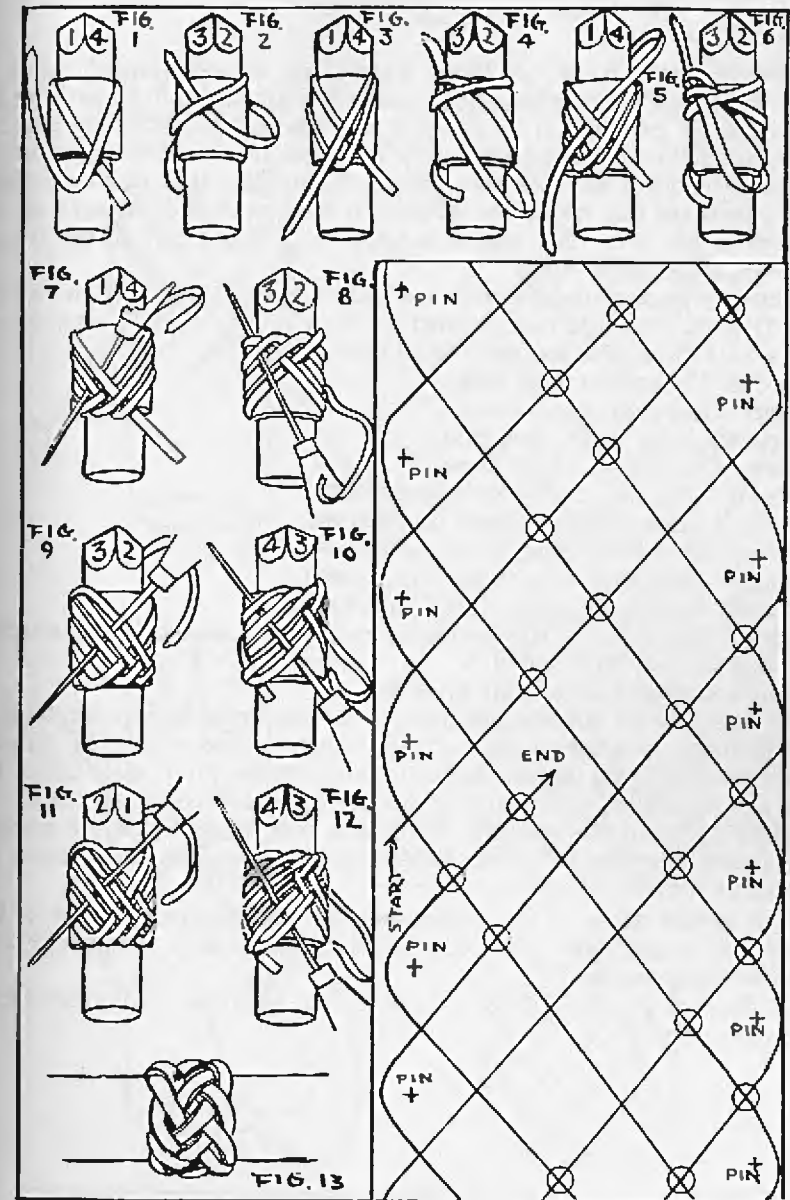 1 4 FIG. 1
3 2 FIG. 2
1 4 FIG. 3
3 2 FIG. 4
1 4 FIG. 5
3 2 FIG. 6
FIG. 7 1 4
3 2 FIG. 8
FIG. 9 3 2
4 3 FIG. 10
FIG. 11 2 1
4 3 FIG. 12
FIG. 13
+ PIN
+ PIN
+ PIN
+ PIN
+ PIN
+ PIN
+ PIN
END
START
+ PIN
PIN +
PIN +
PIN +
PIN +